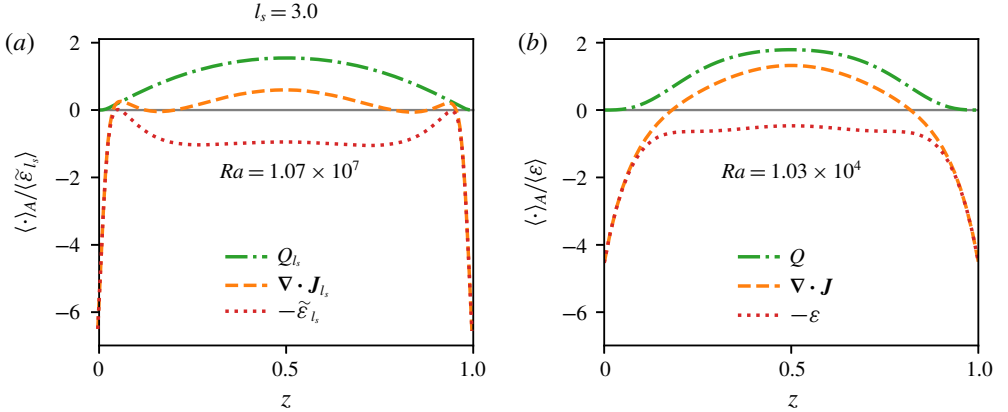 l_s = 3.0
(a)
2
0
−2
−4
−6
⟨·⟩_A/⟨ε̃_{l_s}⟩
Ra = 1.07 × 10^7
Q_{l_s}
∇ · J_{l_s}
−ε̃_{l_s}
0
0.5
1.0
z
(b)
2
0
−2
−4
−6
⟨·⟩_A/⟨ε⟩
Ra = 1.03 × 10^4
Q
∇ · J
−ε
0
0.5
1.0
z